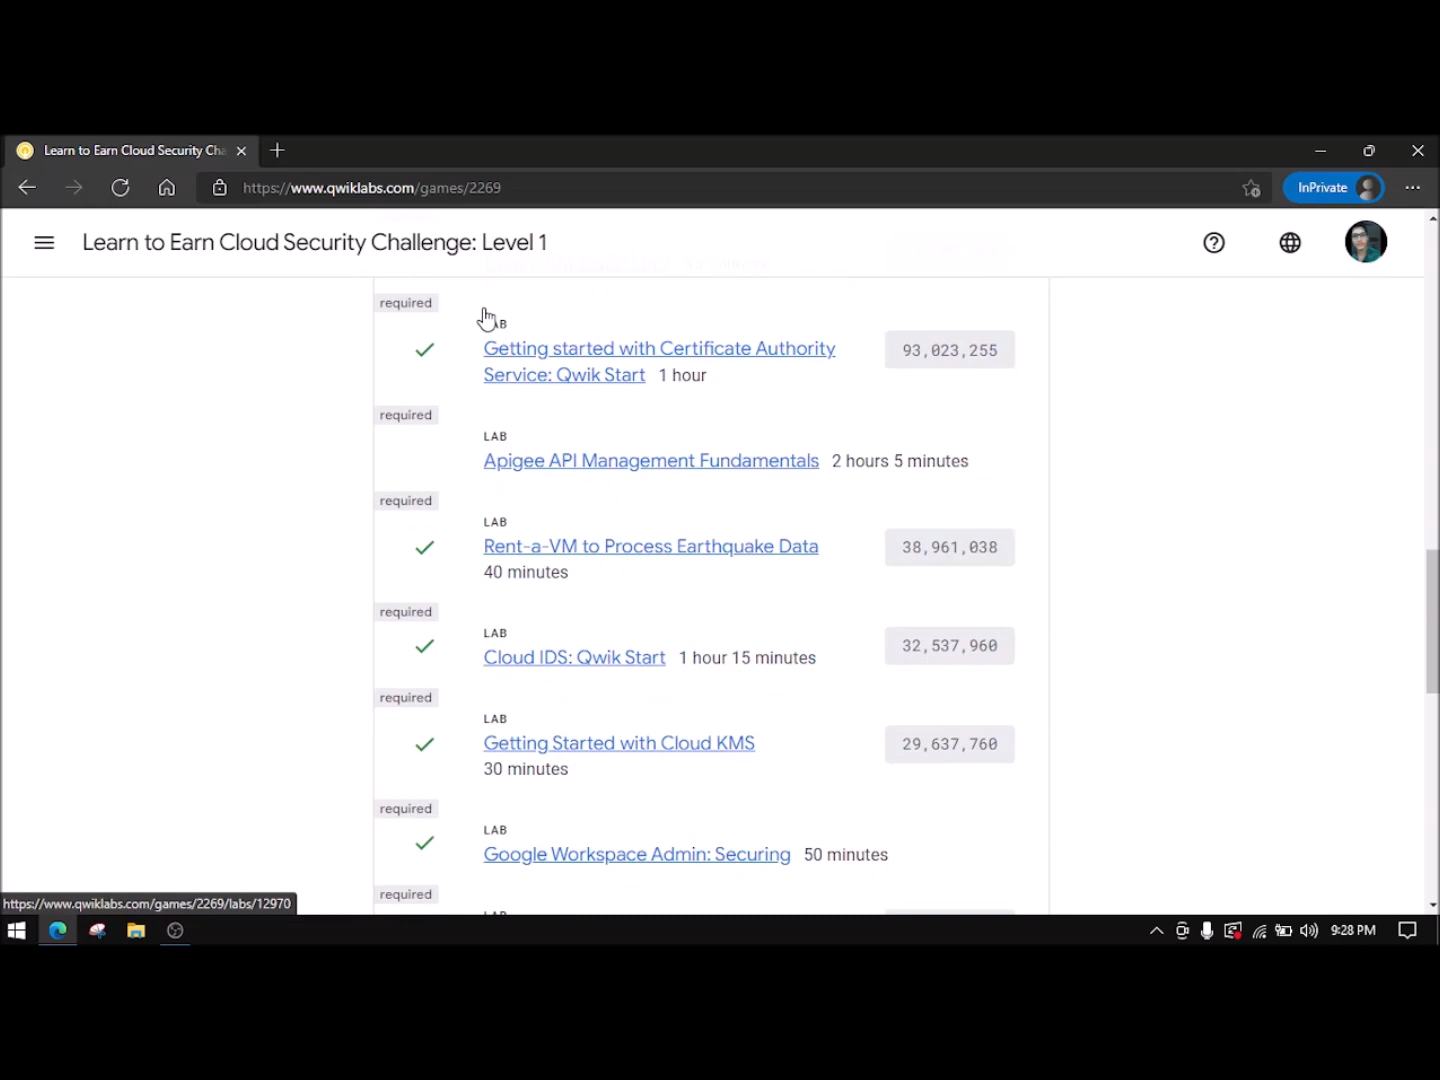 Learn to Earn Cloud Security Cha
https://www.qwiklabs.com/games/2269
InPrivate
Learn to Earn Cloud Security Challenge: Level 1
required
Getting started with Certificate Authority
Service: Qwik Start 1 hour
93,023,255
required
LAB
Apigee API Management Fundamentals 2 hours 5 minutes
required
LAB
Rent-a-VM to Process Earthquake Data
40 minutes
38,961,038
required
LAB
Cloud IDS: Qwik Start 1 hour 15 minutes
32,537,960
required
LAB
Getting Started with Cloud KMS
30 minutes
29,637,760
required
LAB
Google Workspace Admin: Securing 50 minutes
required
https://www.qwiklabs.com/games/2269/labs/12970
9:28 PM